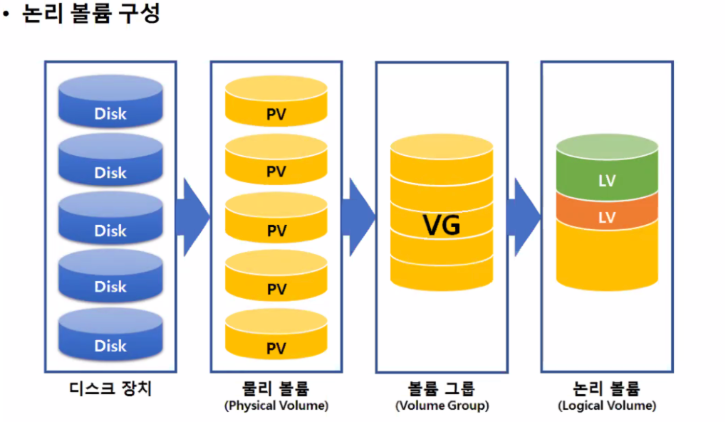 • 논리 볼륨 구성
Disk
Disk
Disk
Disk
Disk
PV
PV
PV
PV
PV
VG
LV
LV
디스크 장치
물리 볼륨
(Physical Volume)
볼륨 그룹
(Volume Group)
논리 볼륨
(Logical Volume)